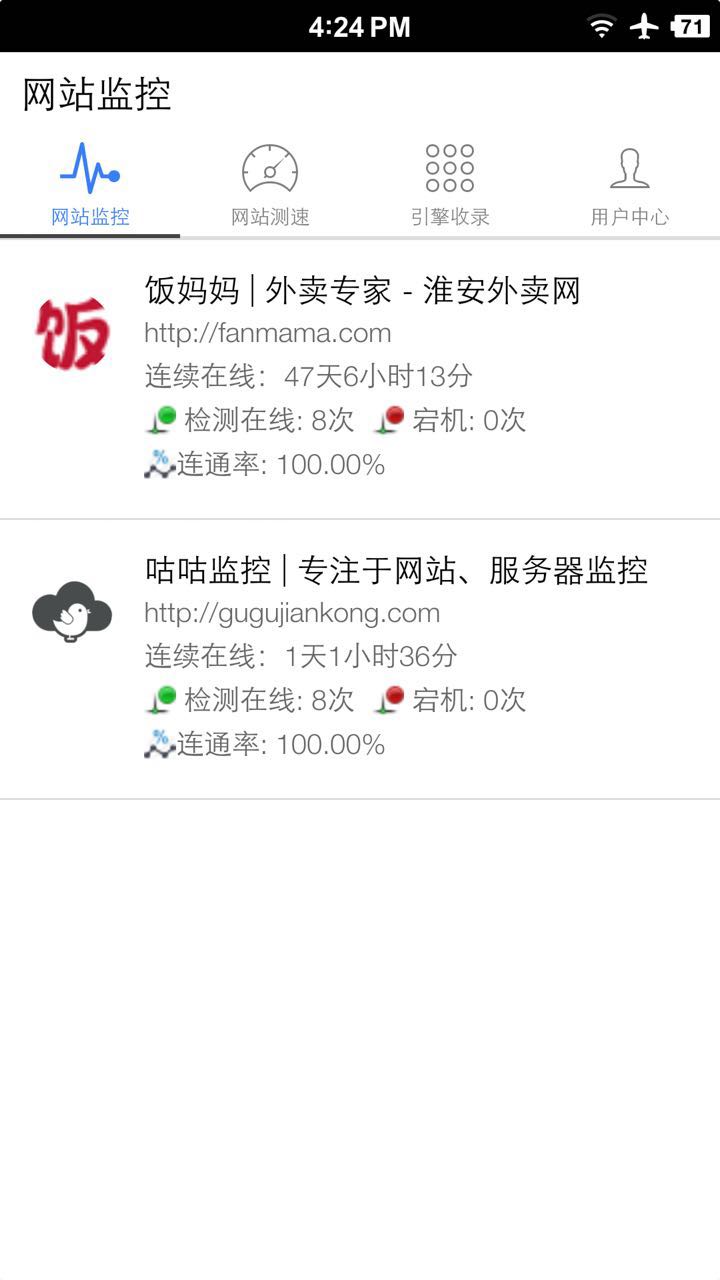 4:24 PM
71
网站监控
网站监控
网站测速
引擎收录
用户中心
饭
饭妈妈 | 外卖专家 - 淮安外卖网
http://fanmama.com
连续在线：47天6小时13分
检测在线: 8次 宕机: 0次
%连通率: 100.00%
咕咕监控 | 专注于网站、服务器监控
http://gugujiankong.com
连续在线：1天1小时36分
检测在线: 8次 宕机: 0次
%连通率: 100.00%